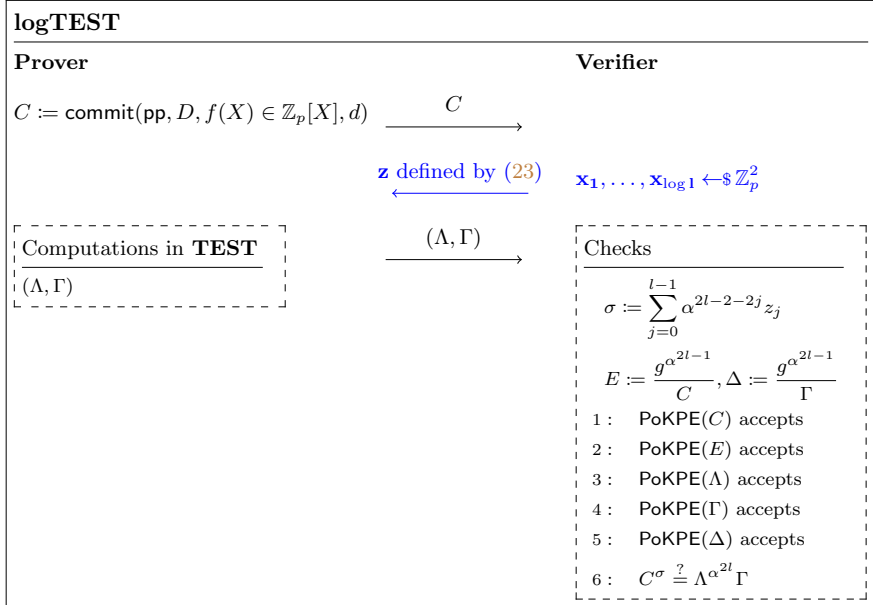 logTEST
Prover Verifier
C := commit(pp, D, f(X) ∈ ℤ_p[X], d) C
z defined by (23) x_1, …, x_{log l} ←$ ℤ_p^2
(Λ, Γ)
Computations in TEST Checks
(Λ, Γ)
σ := ∑_{j=0}^{l−1} α^{2l−2−2j} z_j
E := g^{α^{2l−1}} / C, Δ := g^{α^{2l−1}} / Γ
1 : PoKPE(C) accepts
2 : PoKPE(E) accepts
3 : PoKPE(Λ) accepts
4 : PoKPE(Γ) accepts
5 : PoKPE(Δ) accepts
6 : C^σ ≟ Λ^{α^{2l}} Γ